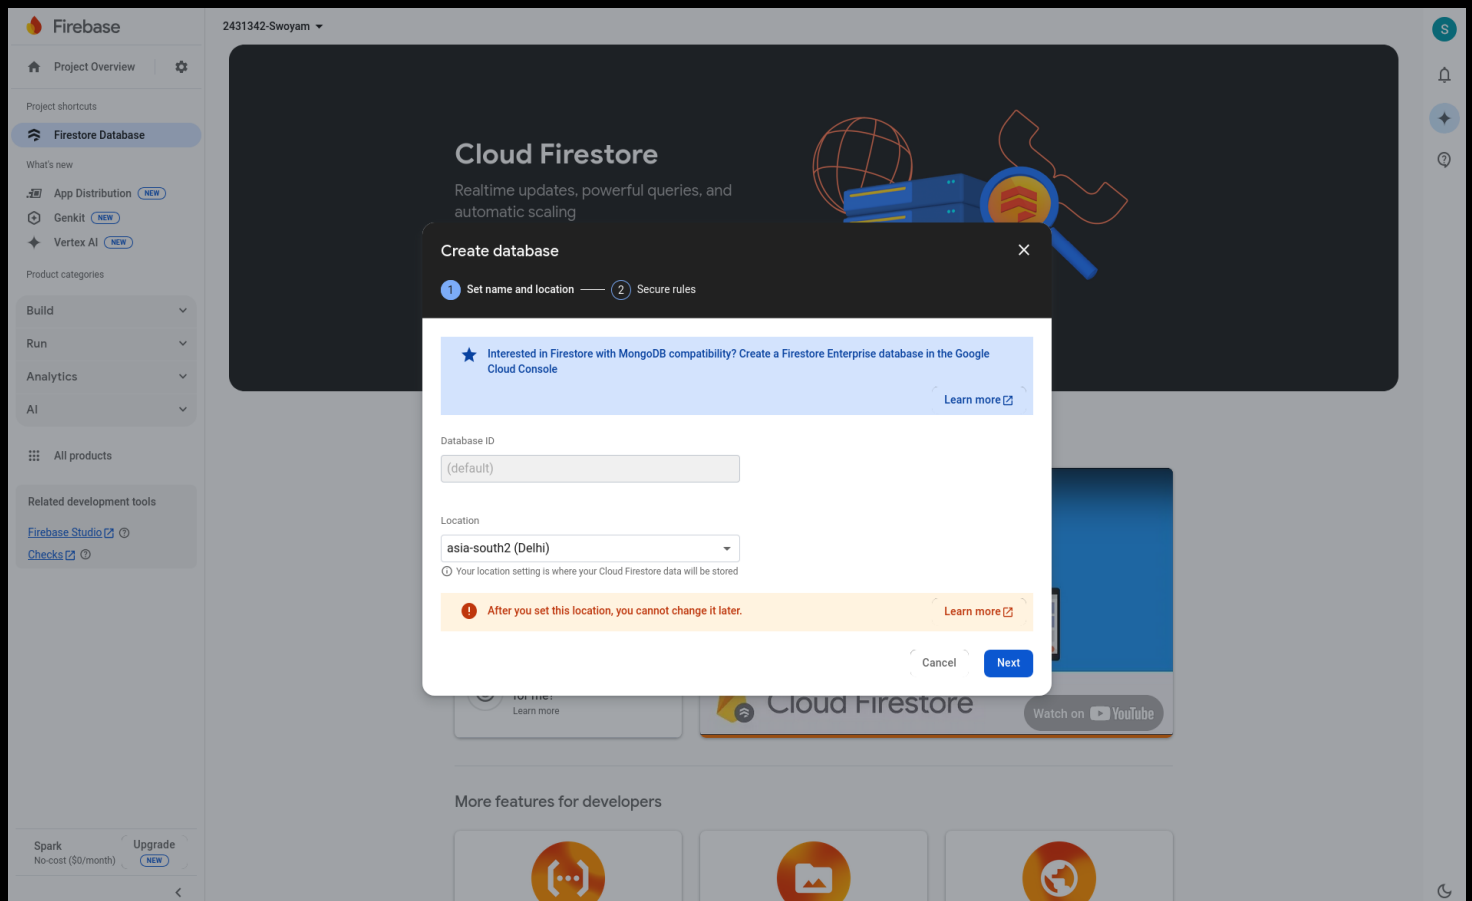 Firebase
2431342-Swoyam
S
Project Overview
Project shortcuts
Firestore Database
What's new
App Distribution NEW
Genkit NEW
Vertex AI NEW
Product categories
Build
Run
Analytics
AI
All products
Related development tools
Firebase Studio
Checks
Spark
No-cost ($0/month)
Upgrade
NEW
Cloud Firestore
Realtime updates, powerful queries, and
automatic scaling
Create database
1 Set name and location
2 Secure rules
Interested in Firestore with MongoDB compatibility? Create a Firestore Enterprise database in the Google
Cloud Console
Learn more
Database ID
(default)
Location
asia-south2 (Delhi)
Your location setting is where your Cloud Firestore data will be stored
After you set this location, you cannot change it later.
Learn more
Cancel
Next
for me?
Learn more
Cloud Firestore
Watch on YouTube
More features for developers